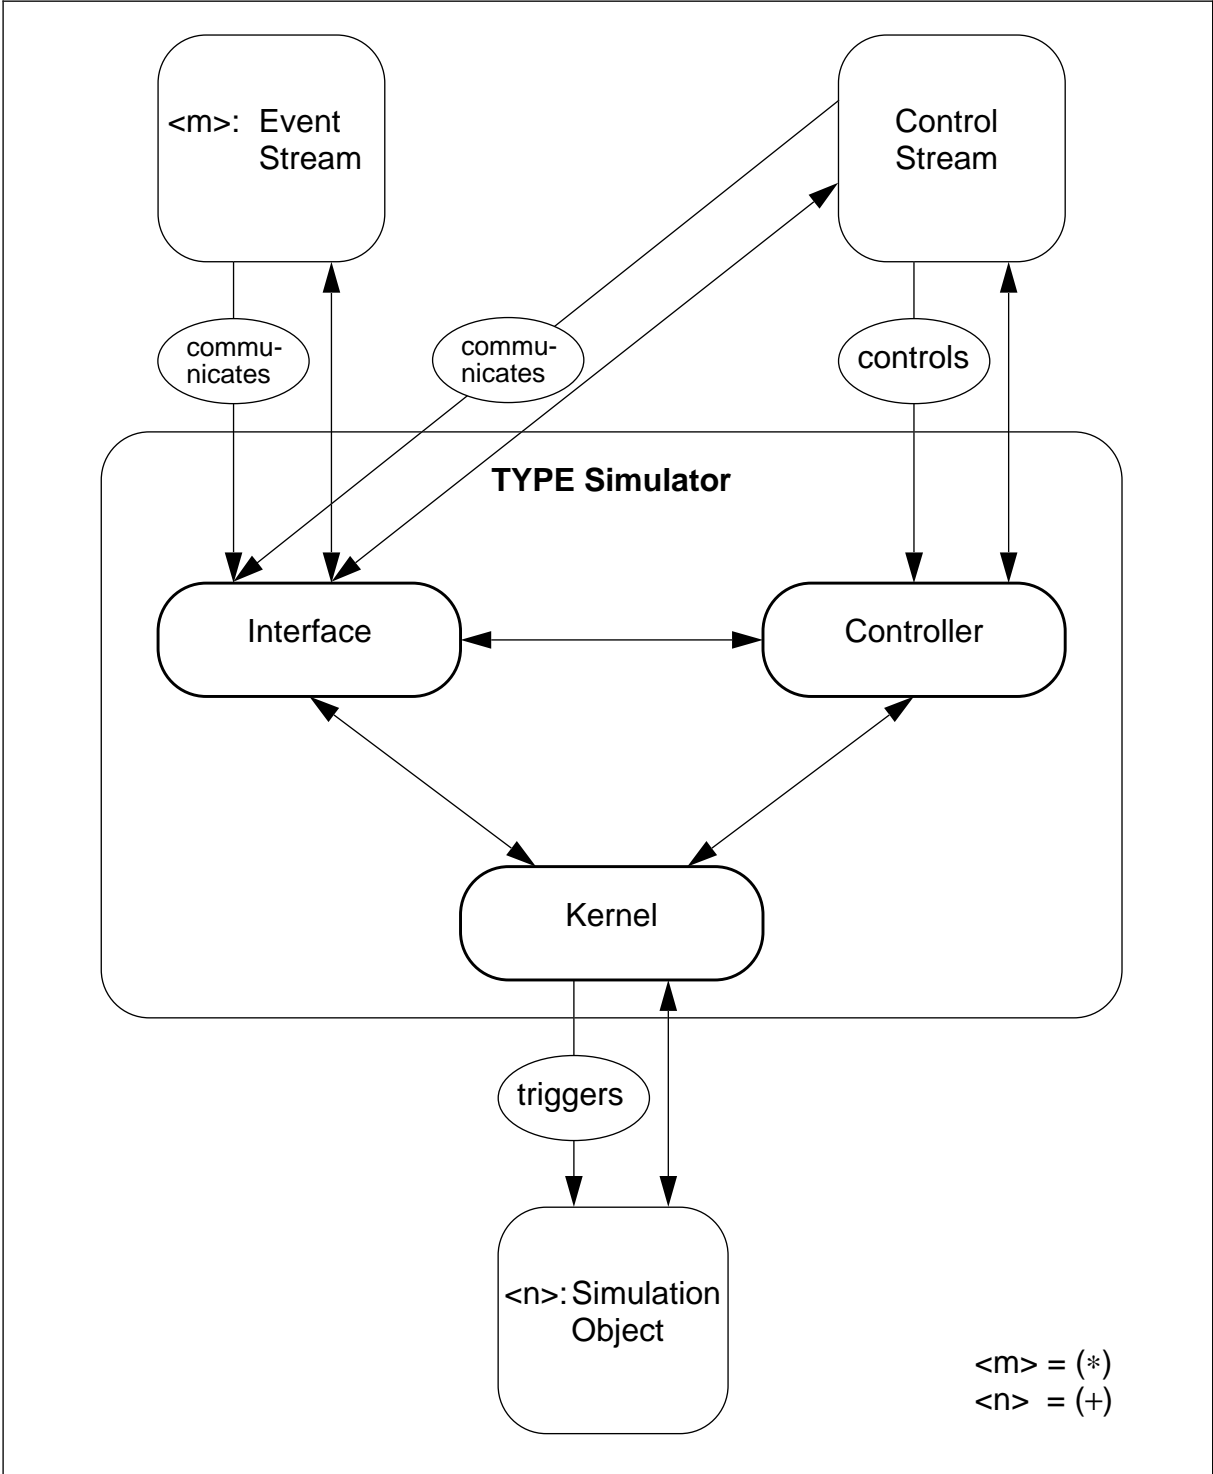 <m>: Event
Stream
Control
Stream
commu-
nicates
commu-
nicates
controls
TYPE Simulator
Interface
Controller
Kernel
triggers
<n>: Simulation
Object
<m> = (*)
<n> = (+)